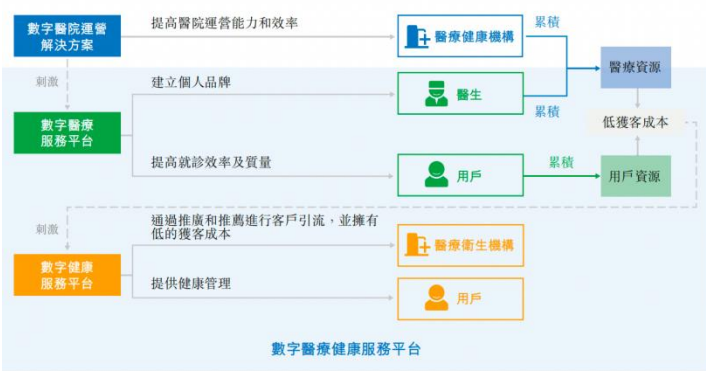 數字醫院運營
解決方案
提高醫院運營能力和效率
醫療健康機構
累積
醫療資源
刺激
建立個人品牌
醫生
累積
數字醫療
服務平台
低獲客成本
提高就診效率及質量
用戶
累積
用戶資源
刺激
通過推廣和推薦進行客戶引流,並擁有
低的獲客成本
醫療衛生機構
數字健康
服務平台
提供健康管理
用戶
數字醫療健康服務平台